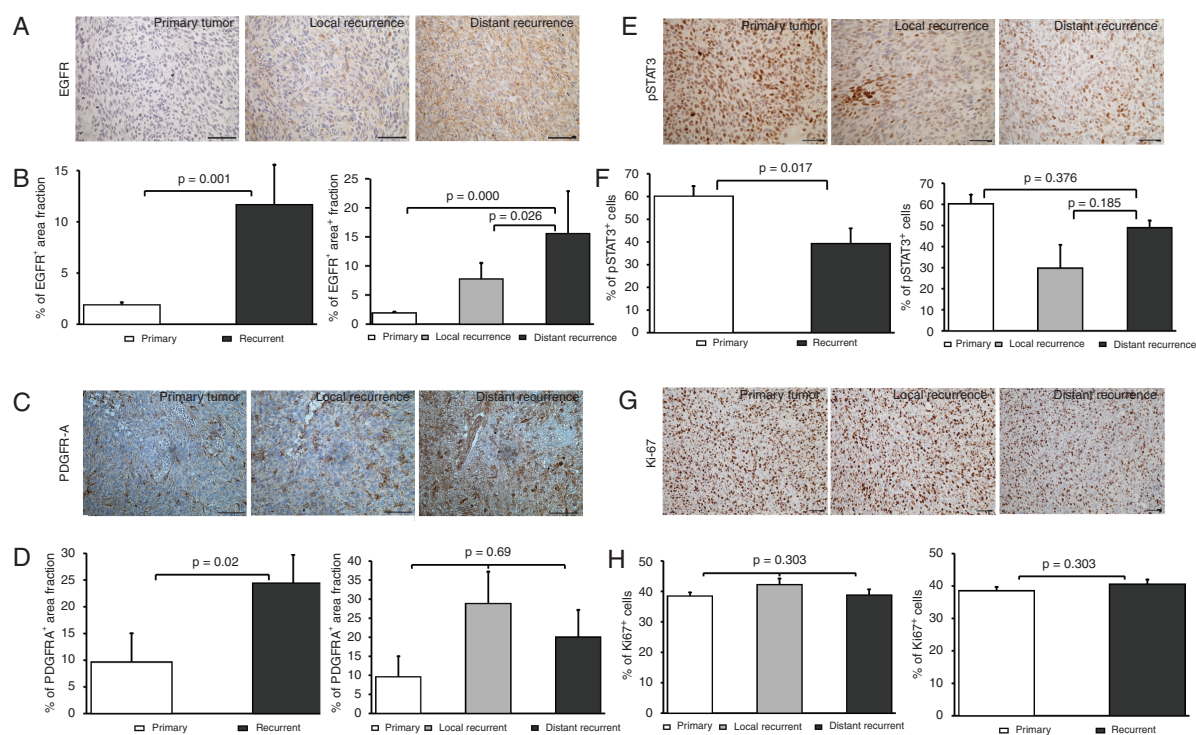 A
Primary tumor
Local recurrence
Distant recurrence
EGFR
B
% of EGFR⁺ area fraction
15
10
5
0
p = 0.001
Primary
Recurrent
% of EGFR⁺ area⁺ fraction
25
20
15
10
5
0
p = 0.000
p = 0.026
Primary
Local recurrence
Distant recurrence
C
Primary tumor
Local recurrence
Distant recurrence
PDGFR-A
D
% of PDGFRA⁺ area fraction
30
25
20
15
10
5
0
p = 0.02
Primary
Recurrent
% of PDGFRA⁺ area fraction
40
35
30
25
20
15
10
5
0
p = 0.69
Primary
Local recurrent
Distant recurrent
E
Primary tumor
Local recurrence
Distant recurrence
pSTAT3
F
% of pSTAT3⁺ cells
70
60
50
40
30
20
10
0
p = 0.017
Primary
Recurrent
% of pSTAT3⁺ cells
70
60
50
40
30
20
10
0
p = 0.376
p = 0.185
Primary
Local recurrence
Distant recurrence
G
Primary tumor
Local recurrence
Distant recurrence
Ki-67
H
% of Ki67⁺ cells
50
40
30
20
10
0
p = 0.303
Primary
Local recurrent
Distant recurrent
% of Ki67⁺ cells
50
40
30
20
10
0
p = 0.303
Primary
Recurrent